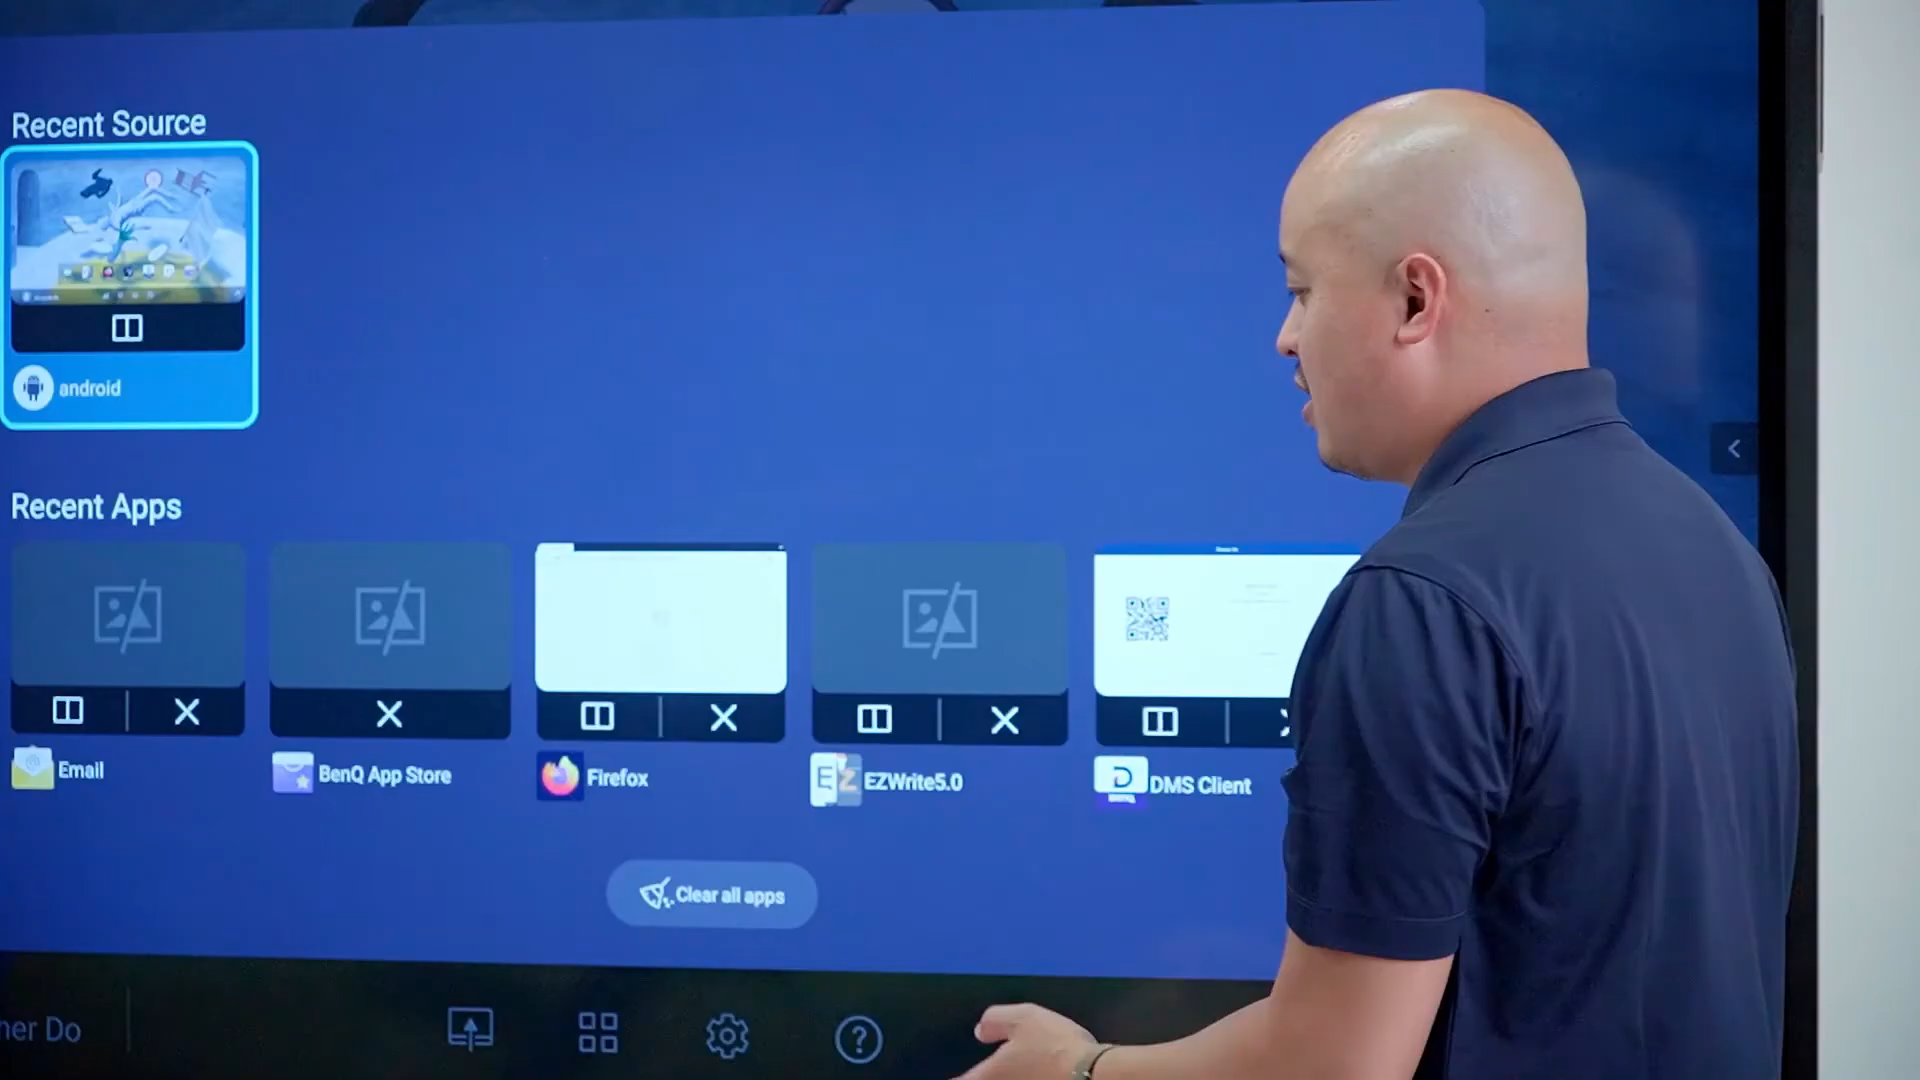 Recent Source
android
Recent Apps
Email
BenQ App Store
Firefox
EZWrite5.0
DMS Client
Clear all apps
ner Do